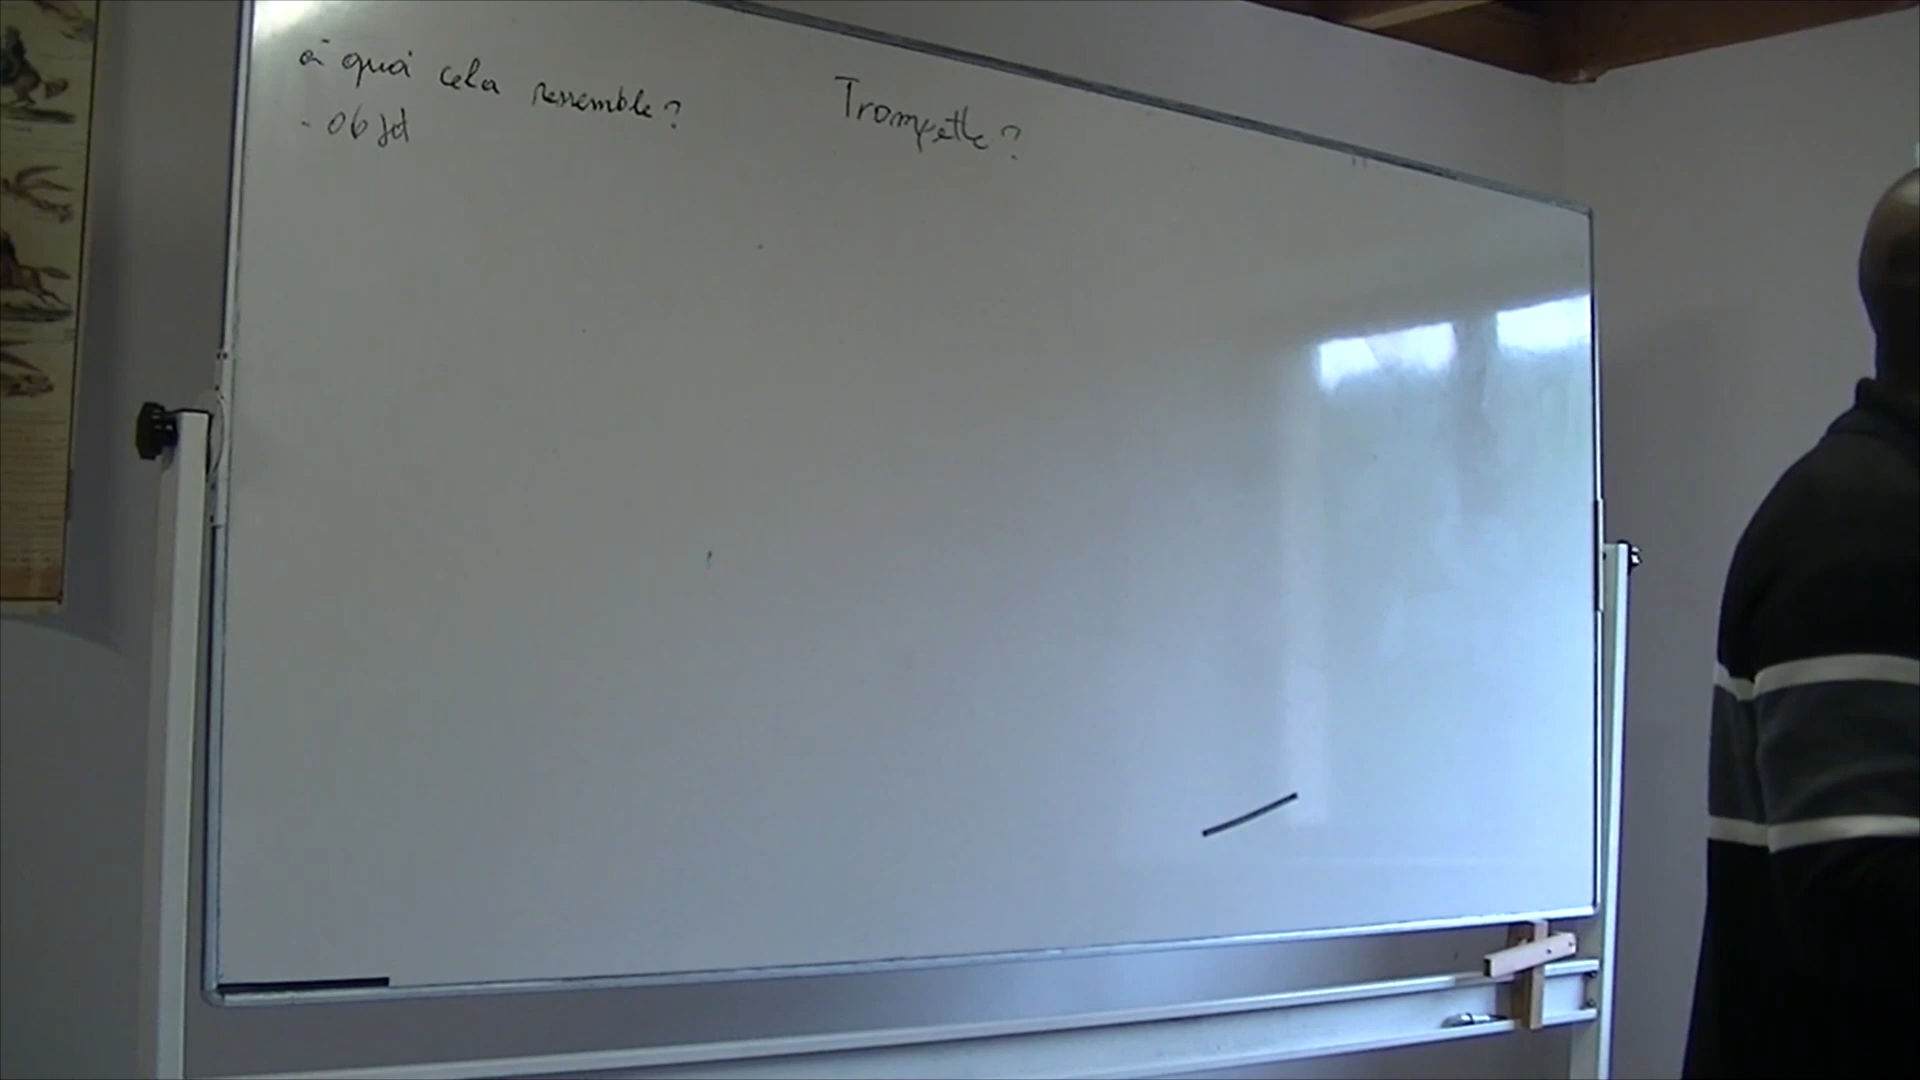 à quoi cela ressemble?
- objet
Trompette?